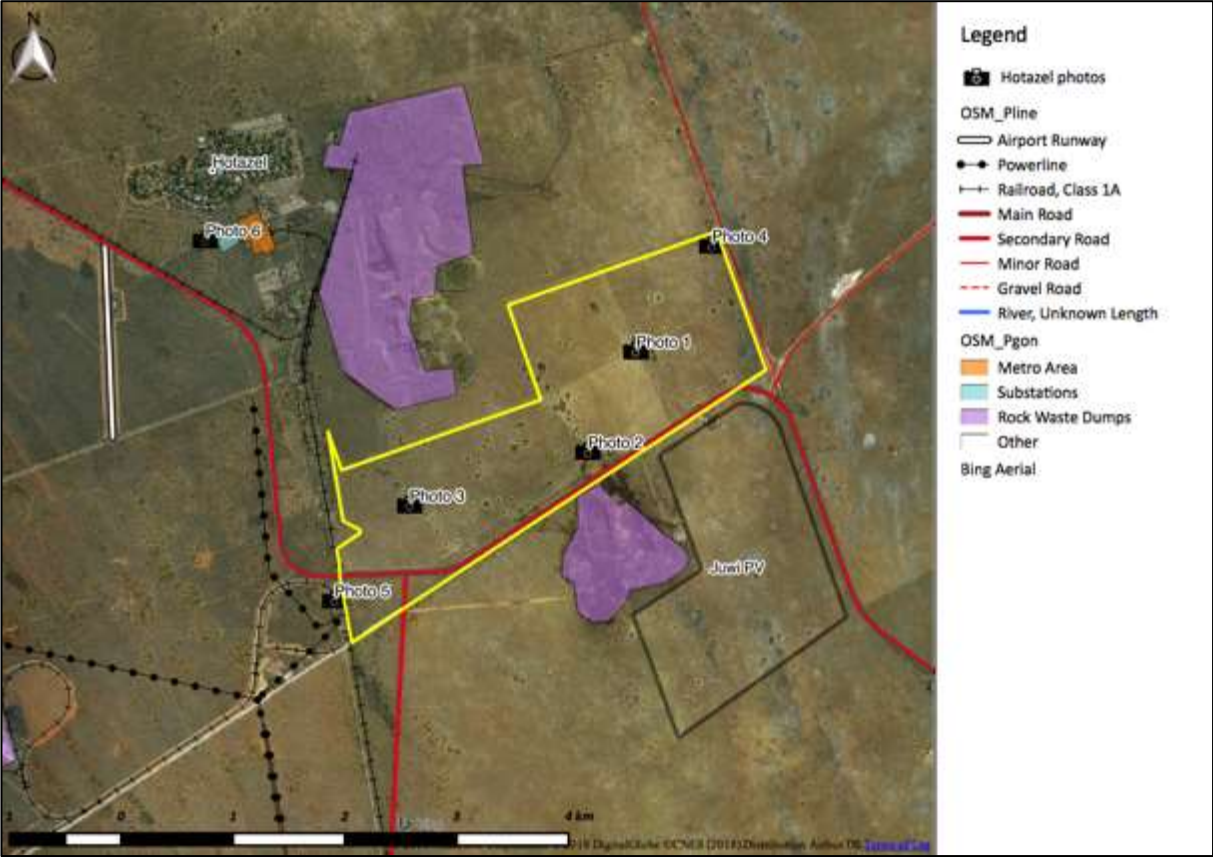 N
Hotazel
Photo 6
Photo 4
Photo 1
Photo 2
Photo 3
Juwi PV
Photo 5
1 0 1 2 3 4 km
Legend
Hotazel photos
OSM_Pline
Airport Runway
Powerline
Railroad, Class 1A
Main Road
Secondary Road
Minor Road
Gravel Road
River, Unknown Length
OSM_Pgon
Metro Area
Substations
Rock Waste Dumps
Other
Bing Aerial